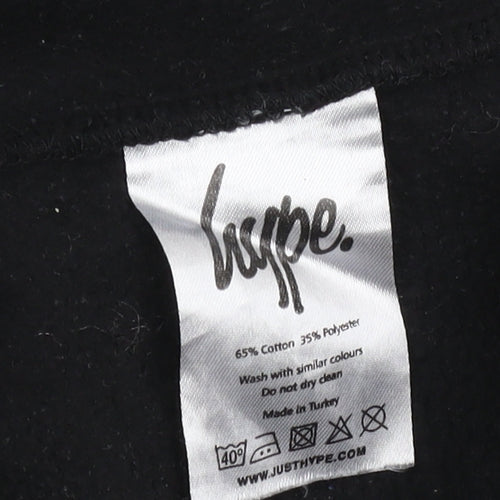 hype.
65% Cotton 35% Polyester
Wash with similar colours
Do not dry clean
Made in Turkey
40°
WWW.JUSTHYPE.COM